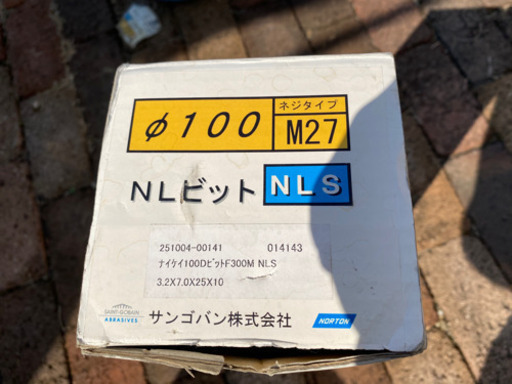 φ100
ネジタイプ
M27
NLビット NLS
251004-00141 014143
ナイケイ100DビットF300M NLS
3.2X7.0X25X10
SAINT-GOBAIN
ABRASIVES
サンゴバン株式会社
NORTON